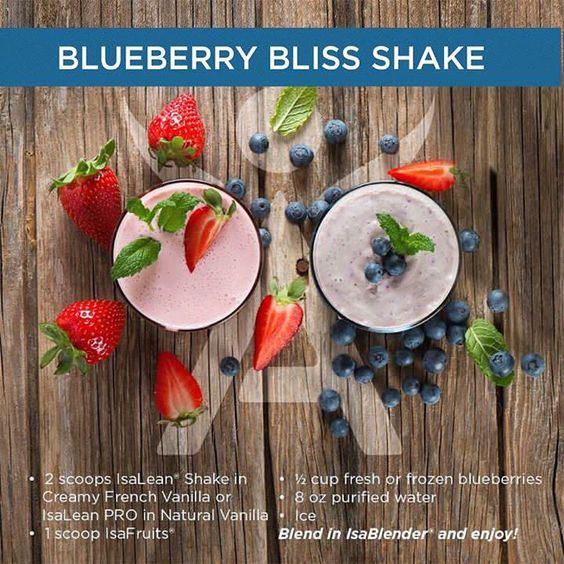 BLUEBERRY BLISS SHAKE
• 2 scoops IsaLean® Shake in
Creamy French Vanilla or
IsaLean PRO in Natural Vanilla
• 1 scoop IsaFruits®
• ½ cup fresh or frozen blueberries
• 8 oz purified water
• Ice
Blend in IsaBlender® and enjoy!